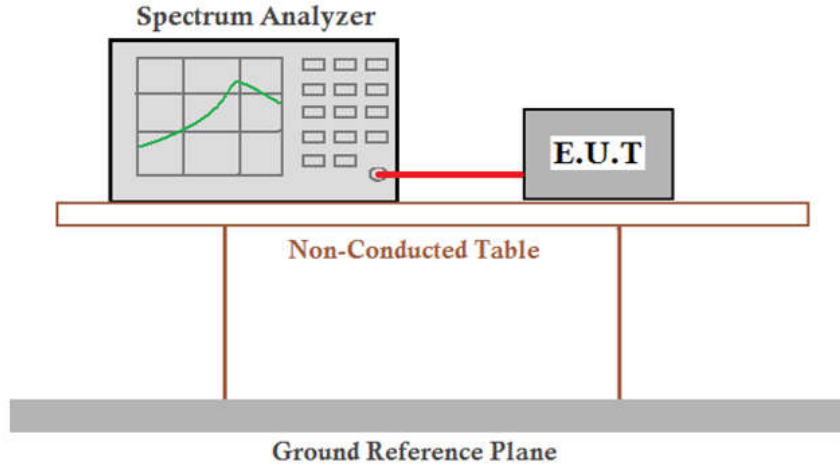 Spectrum Analyzer
E.U.T
Non-Conducted Table
Ground Reference Plane